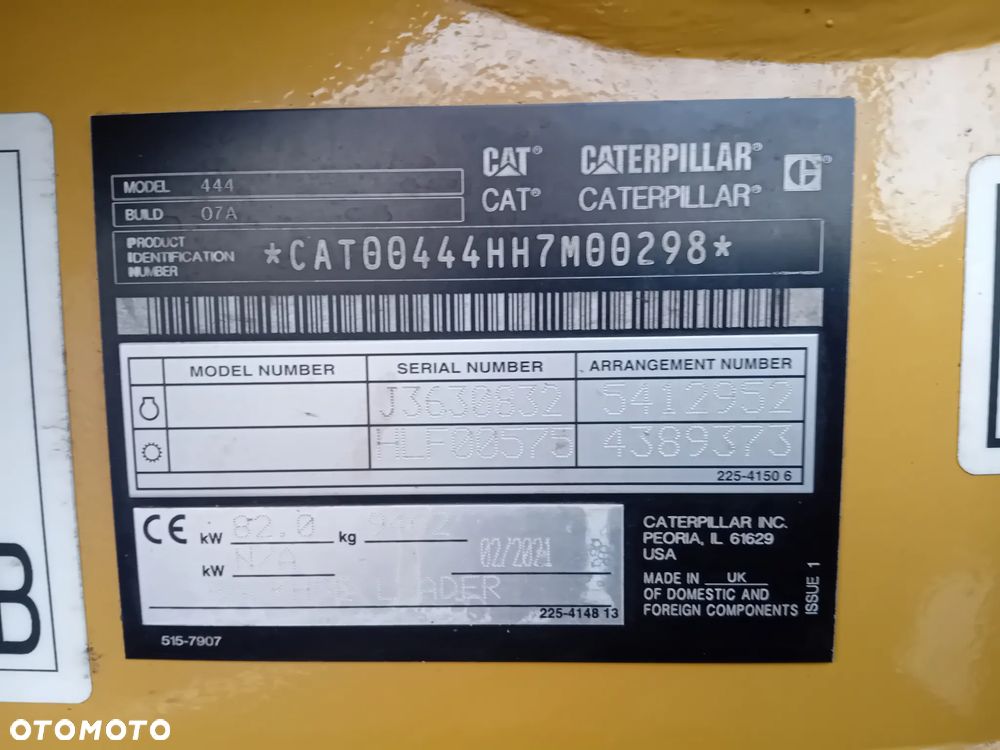 CAT® CATERPILLAR®
CAT® CATERPILLAR®
MODEL 444
BUILD 07A
PRODUCT IDENTIFICATION NUMBER *CAT00444HH7M00298*
MODEL NUMBER SERIAL NUMBER ARRANGEMENT NUMBER
J3630832 5412952
HLF00575 4389373
225-4150 6
CE kW 82.0 kg
kW N/A 02/2021
225-4148 13
CATERPILLAR INC.
PEORIA, IL 61629
USA
MADE IN UK
OF DOMESTIC AND
FOREIGN COMPONENTS
ISSUE 1
515-7907
B
OTOMOTO